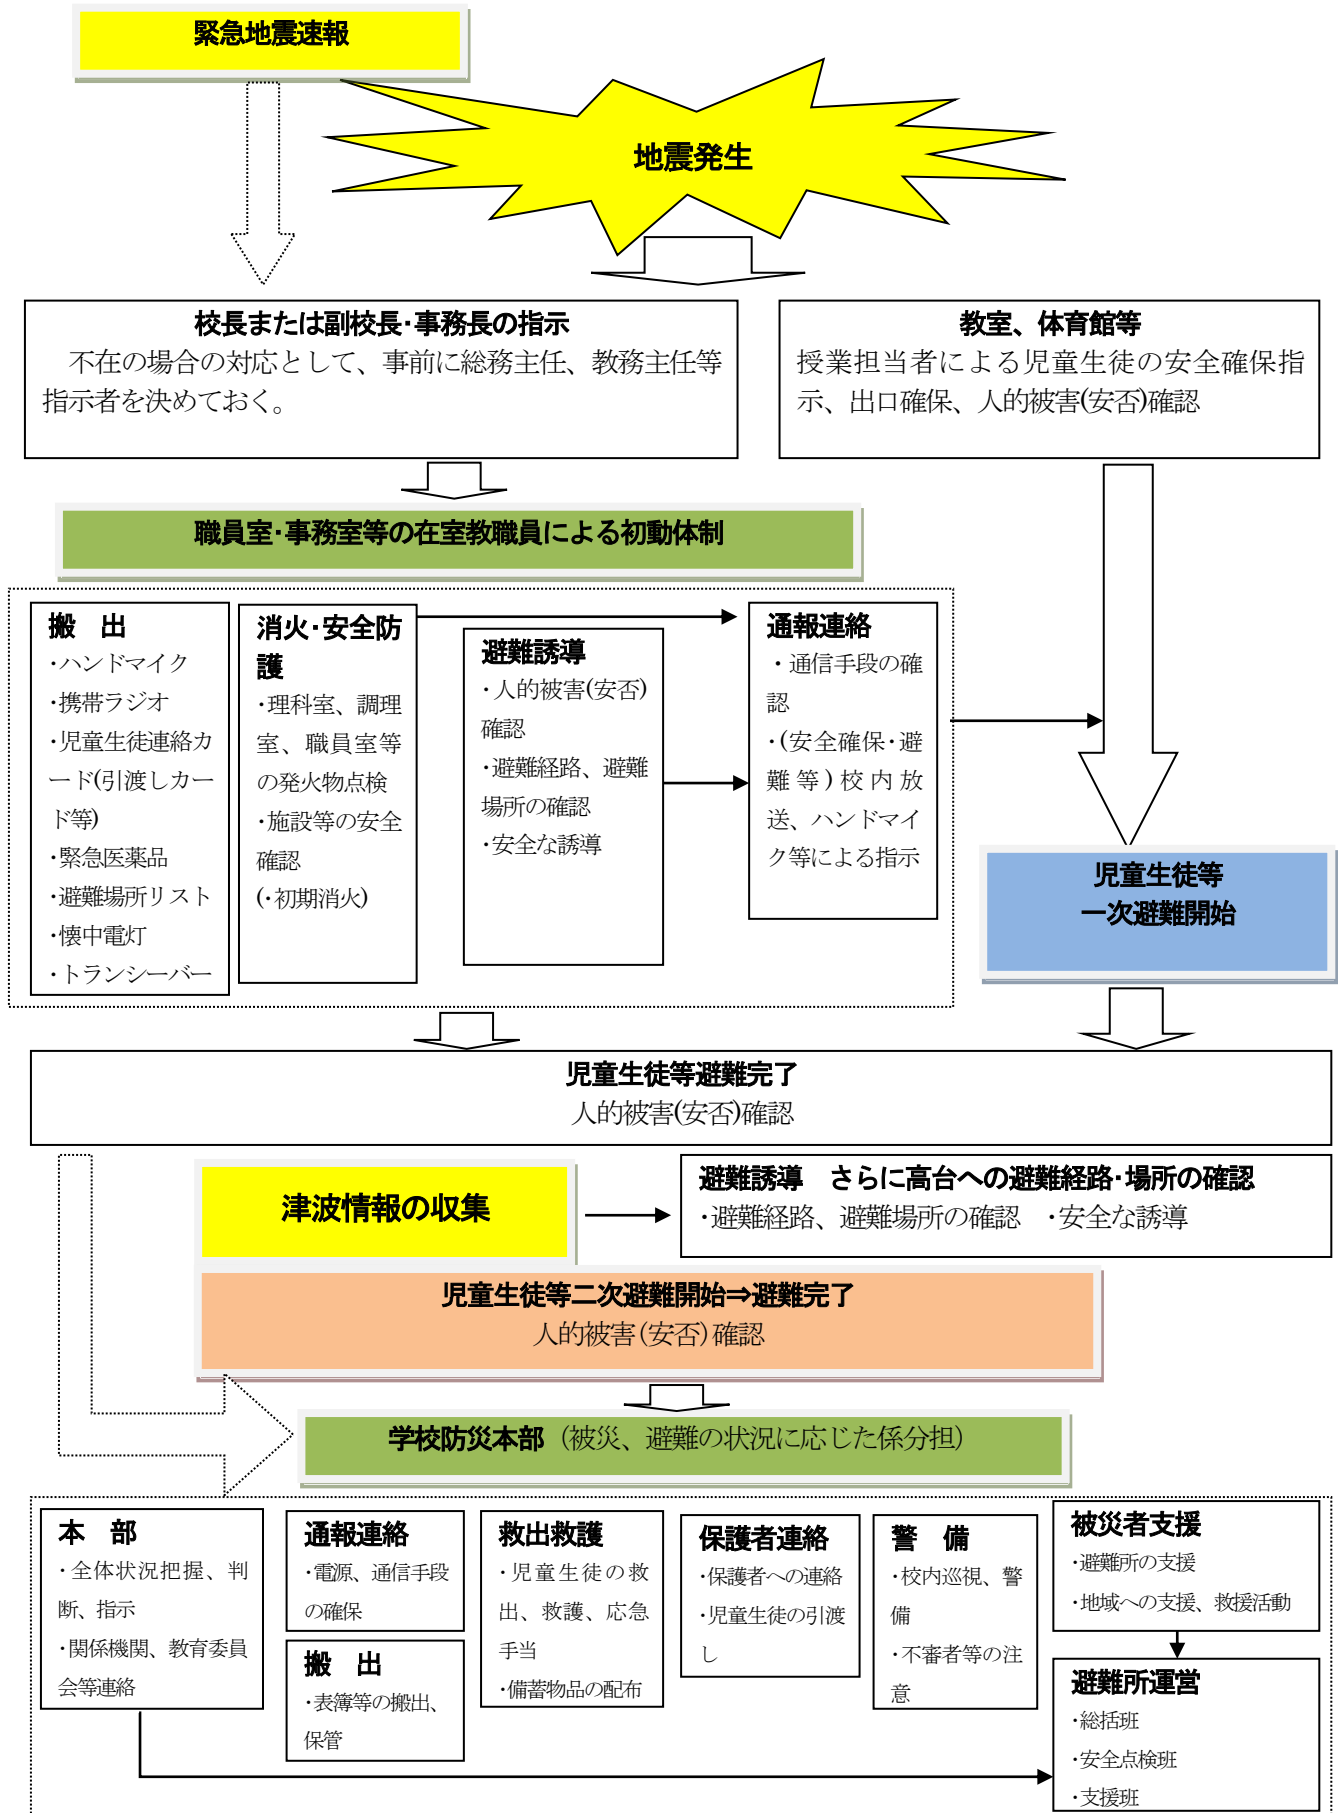 緊急地震速報
地震発生
校長または副校長・事務長の指示
不在の場合の対応として、事前に総務主任、教務主任等
指示者を決めておく。
教室、体育館等
授業担当者による児童生徒の安全確保指
示、出口確保、人的被害(安否)確認
職員室・事務室等の在室教職員による初動体制
搬　出
・ハンドマイク
・携帯ラジオ
・児童生徒連絡カ
ード(引渡しカー
ド等)
・緊急医薬品
・避難場所リスト
・懐中電灯
・トランシーバー
消火・安全防
護
・理科室、調理
室、職員室等
の発火物点検
・施設等の安全
確認
(・初期消火)
避難誘導
・人的被害(安否)
確認
・避難経路、避難
場所の確認
・安全な誘導
通報連絡
・通信手段の確
認
・(安全確保・避
難等)校内放
送、ハンドマイ
ク等による指示
児童生徒等
一次避難開始
児童生徒等避難完了
人的被害(安否)確認
津波情報の収集
避難誘導　さらに高台への避難経路・場所の確認
・避難経路、避難場所の確認　・安全な誘導
児童生徒等二次避難開始⇒避難完了
人的被害(安否)確認
学校防災本部（被災、避難の状況に応じた係分担）
本　部
・全体状況把握、判
断、指示
・関係機関、教育委員
会等連絡
通報連絡
・電源、通信手段
の確保
搬　出
・表簿等の搬出、
保管
救出救護
・児童生徒の救
出、救護、応急
手当
・備蓄物品の配布
保護者連絡
・保護者への連絡
・児童生徒の引渡
し
警　備
・校内巡視、警
備
・不審者等の注
意
被災者支援
・避難所の支援
・地域への支援、救援活動
避難所運営
・総括班
・安全点検班
・支援班